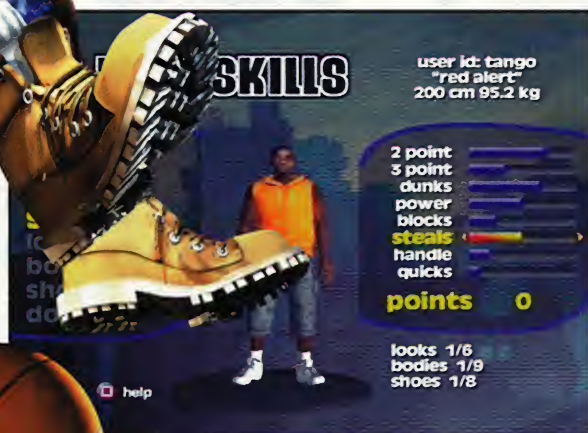 SKILLS
user id: tango
"red alert"
200 cm 95.2 kg
2 point
3 point
dunks
power
blocks
steals
handle
quicks
points 0
looks 1/6
bodies 1/9
shoes 1/8
help